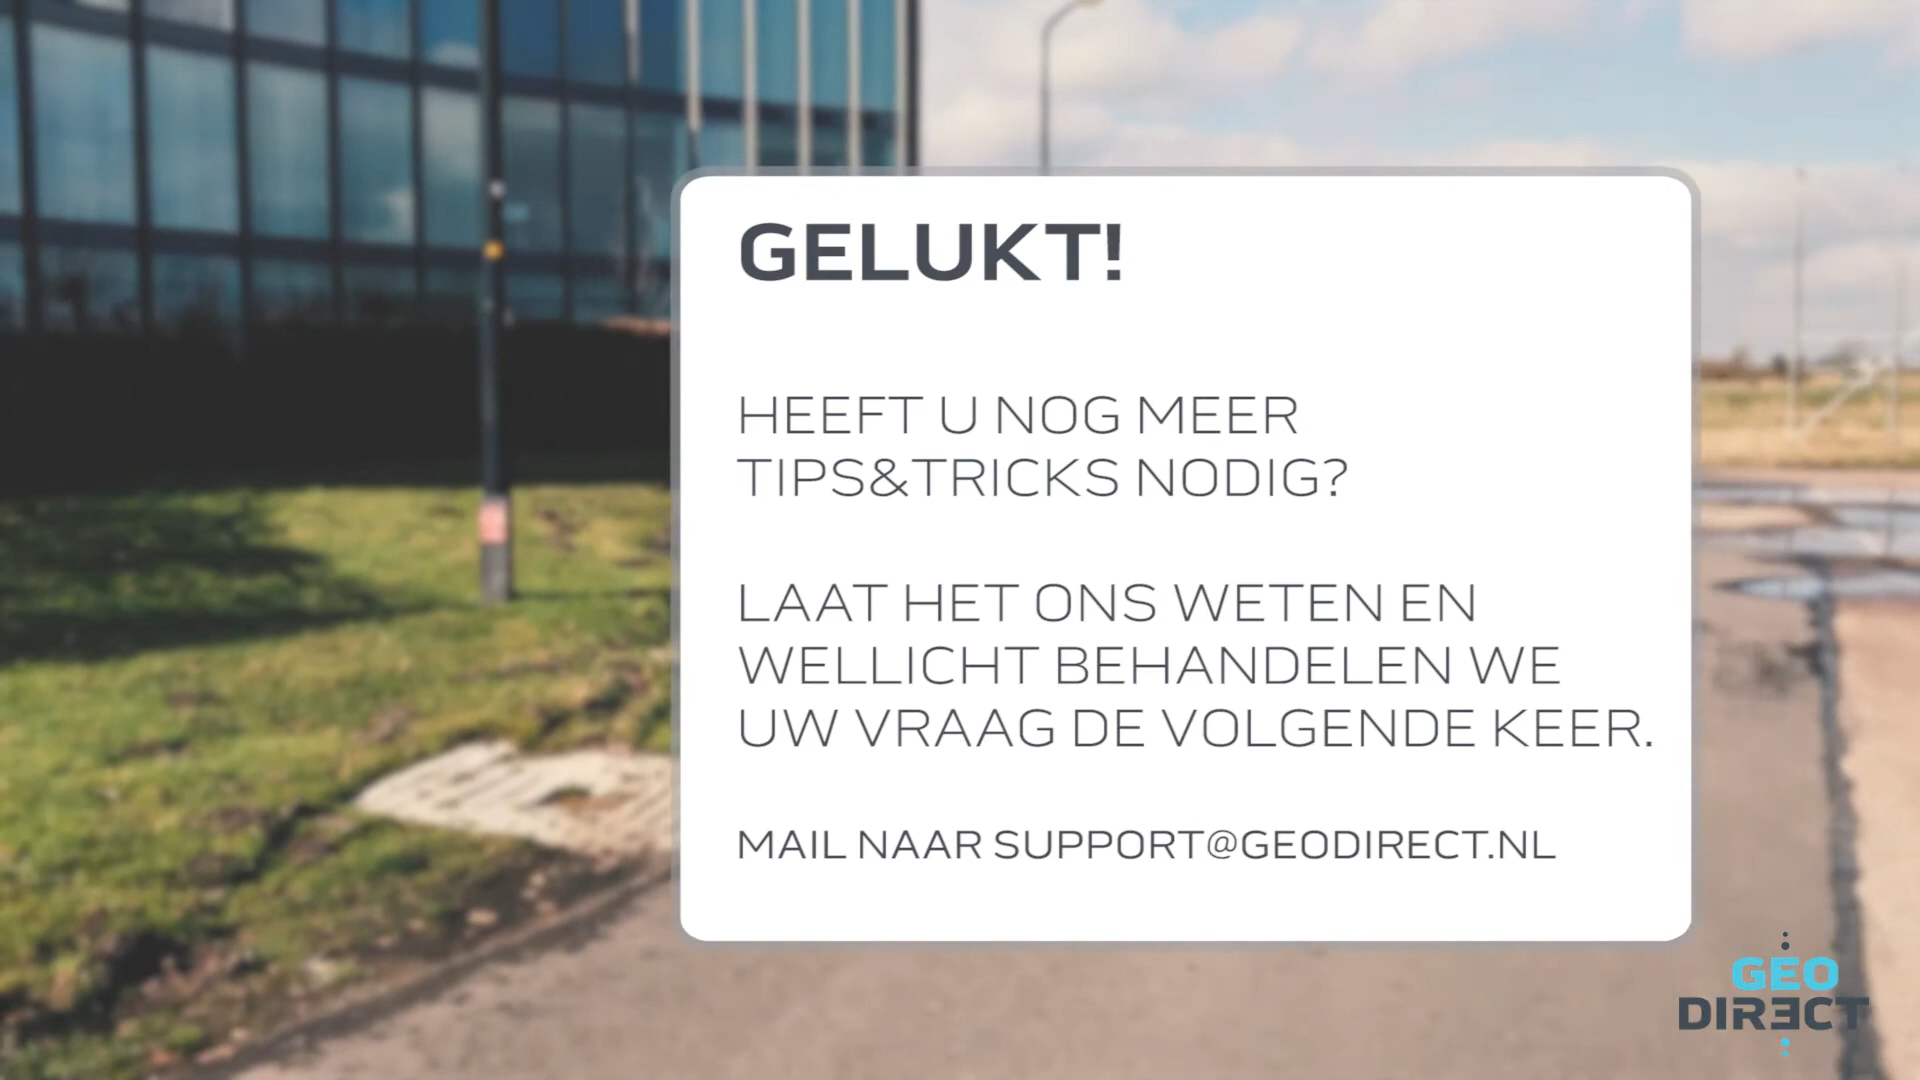 GELUKT!
HEEFT U NOG MEER
TIPS&TRICKS NODIG?
LAAT HET ONS WETEN EN
WELLICHT BEHANDELEN WE
UW VRAAG DE VOLGENDE KEER.
MAIL NAAR SUPPORT@GEODIRECT.NL
GEO
DIRECT